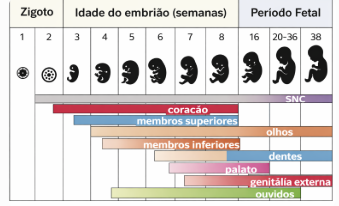 Zigoto Idade do embrião (semanas) Período Fetal
1 2 3 4 5 6 7 8 16 20-36 38
SNC
coracáo
membros superiores
olhos
membros inferiores
dentes
palato
genitália externa
ouvidos